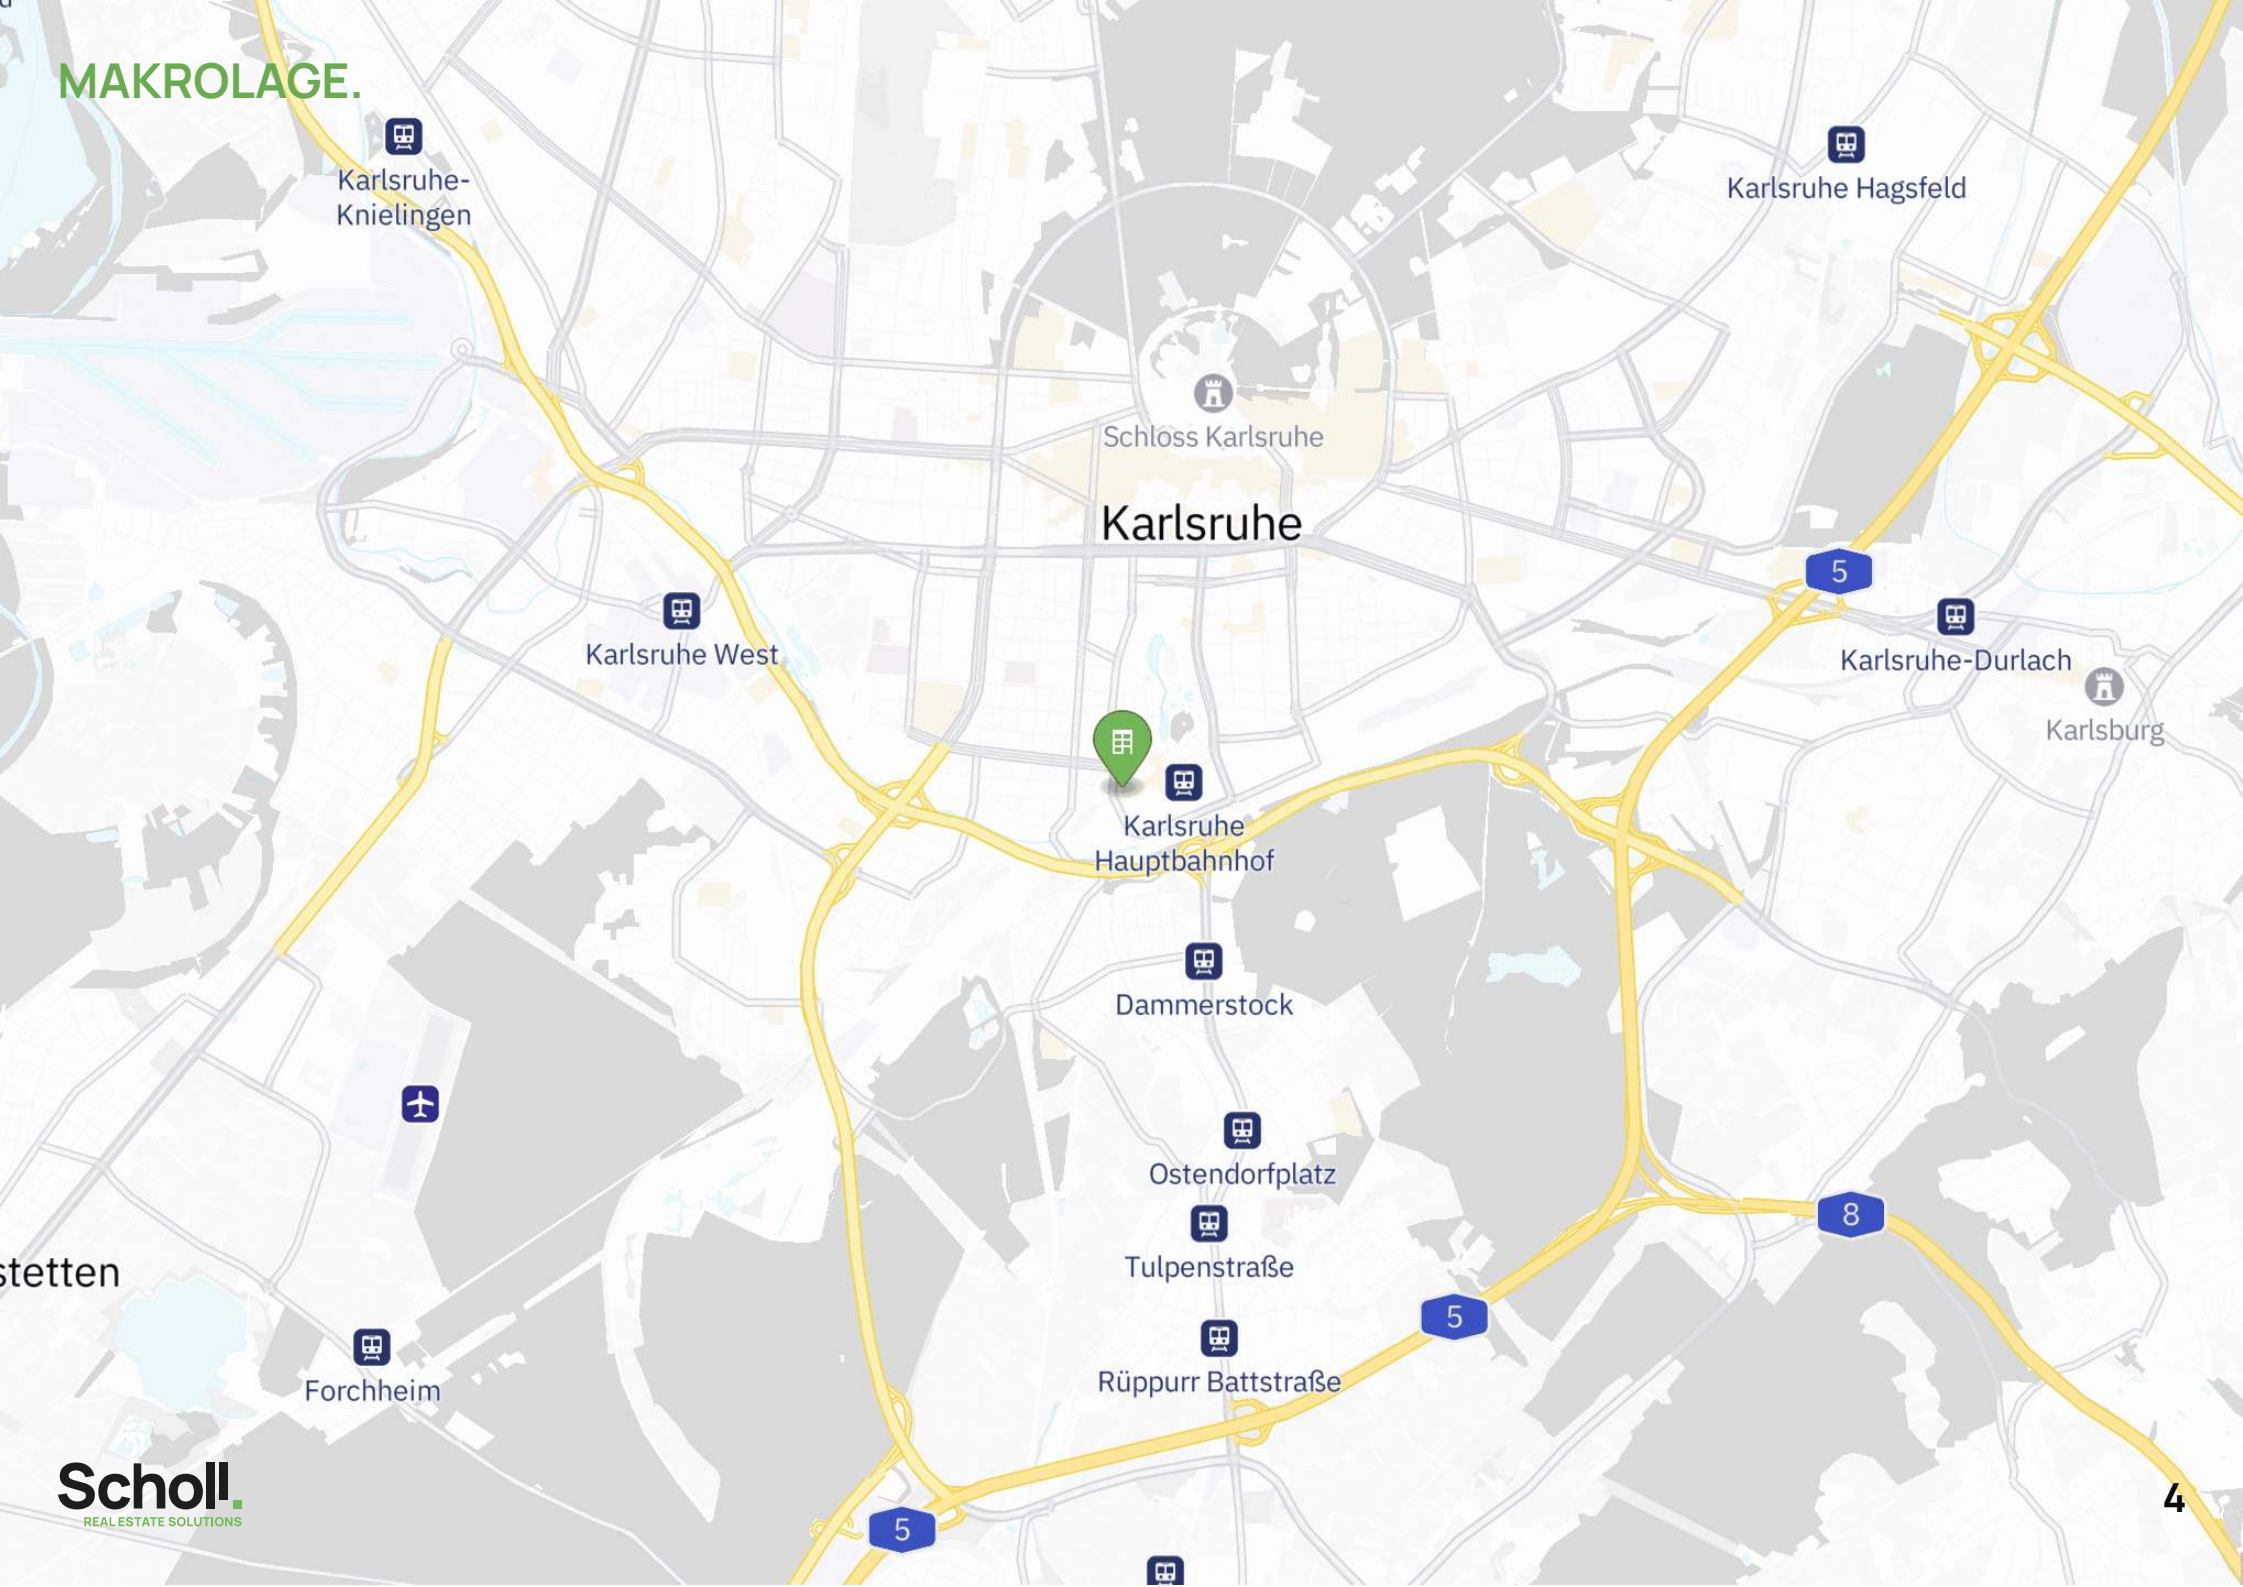 MAKROLAGE.
Karlsruhe-
Knielingen
Karlsruhe Hagsfeld
Schloss Karlsruhe
Karlsruhe
5
Karlsruhe West
Karlsruhe-Durlach
Karlsburg
Karlsruhe
Hauptbahnhof
Dammerstock
Ostendorfplatz
8
stetten
Tulpenstraße
5
Rüppurr Battstraße
Forchheim
Scholl.
REAL ESTATE SOLUTIONS
4
5